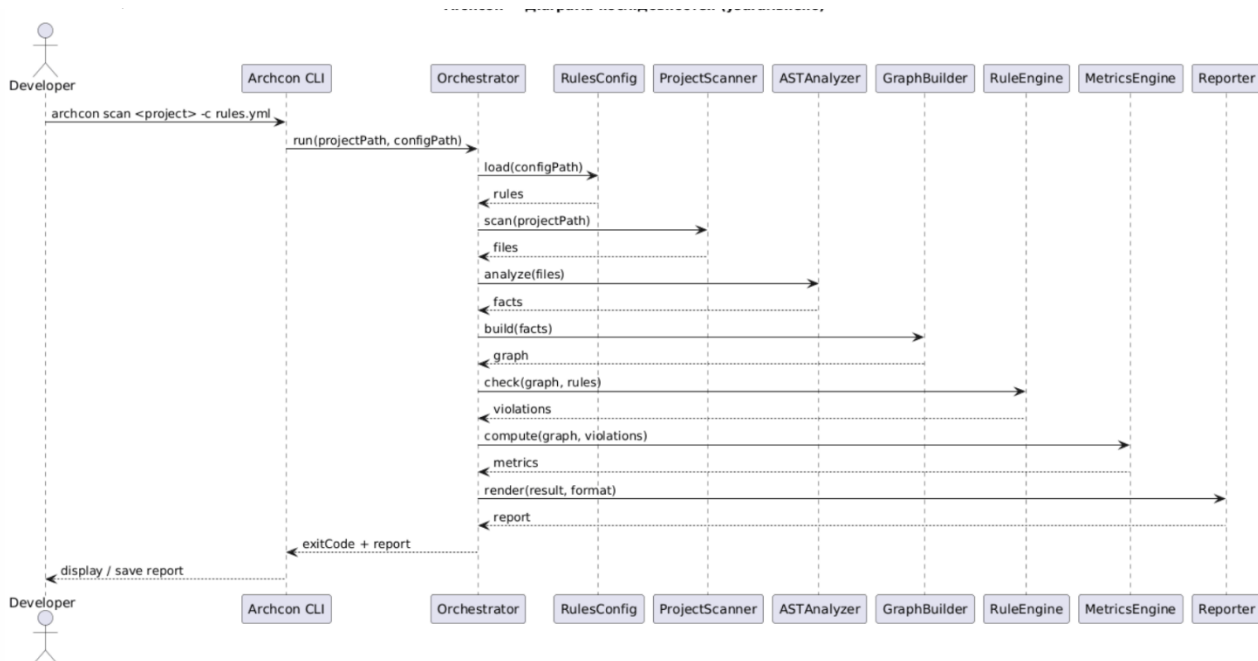 Developer
Archcon CLI
Orchestrator
RulesConfig
ProjectScanner
ASTAnalyzer
GraphBuilder
RuleEngine
MetricsEngine
Reporter
archcon scan <project> -c rules.yml
run(projectPath, configPath)
load(configPath)
rules
scan(projectPath)
files
analyze(files)
facts
build(facts)
graph
check(graph, rules)
violations
compute(graph, violations)
metrics
render(result, format)
report
exitCode + report
display / save report
Developer
Archcon CLI
Orchestrator
RulesConfig
ProjectScanner
ASTAnalyzer
GraphBuilder
RuleEngine
MetricsEngine
Reporter